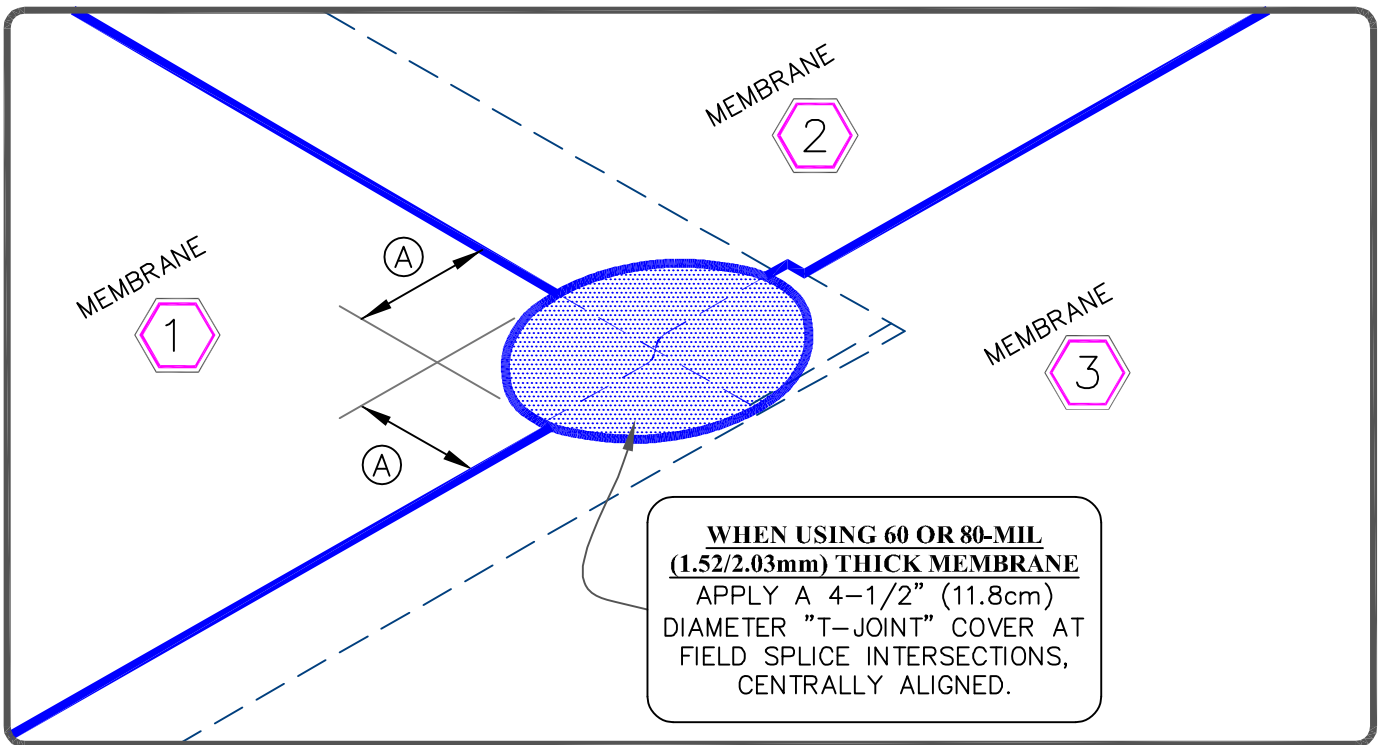 MEMBRANE
2
MEMBRANE
1
A
MEMBRANE
3
A
WHEN USING 60 OR 80-MIL
(1.52/2.03mm) THICK MEMBRANE
APPLY A 4-1/2" (11.8cm)
DIAMETER "T-JOINT" COVER AT
FIELD SPLICE INTERSECTIONS,
CENTRALLY ALIGNED.